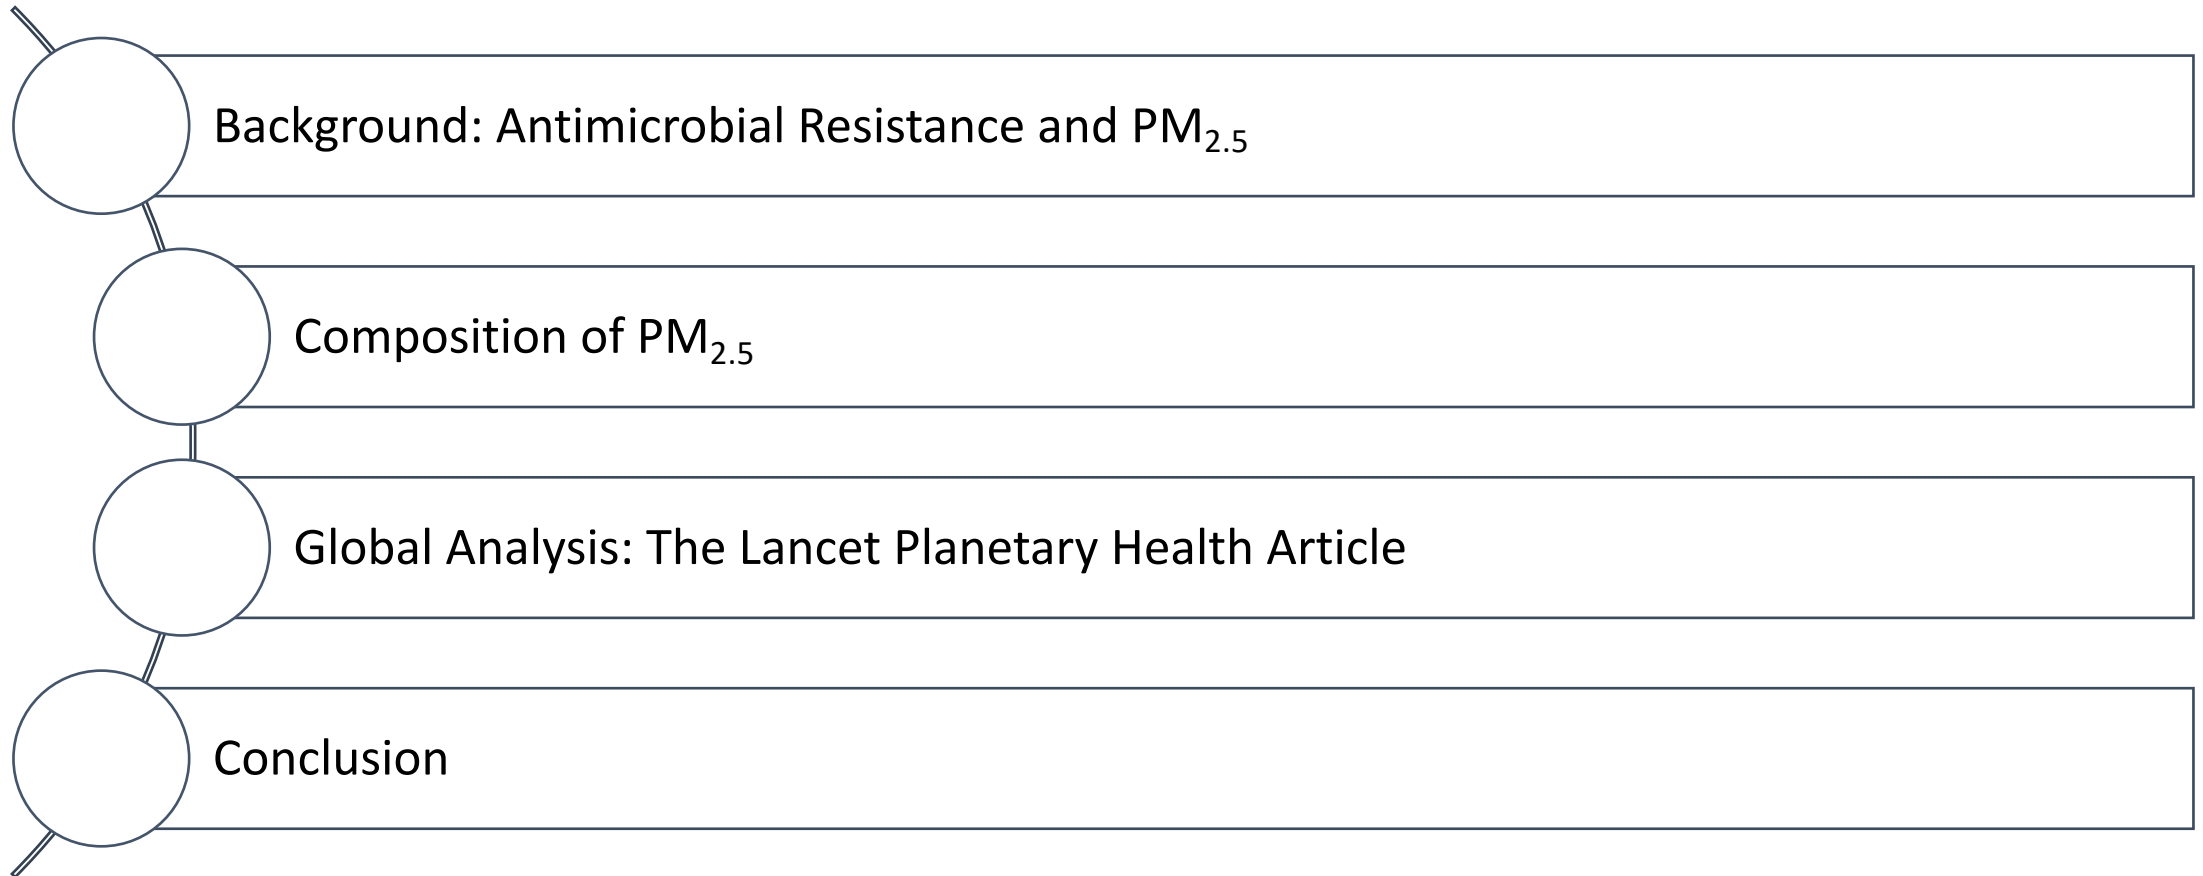 Background: Antimicrobial Resistance and PM₂.₅
Composition of PM₂.₅
Global Analysis: The Lancet Planetary Health Article
Conclusion